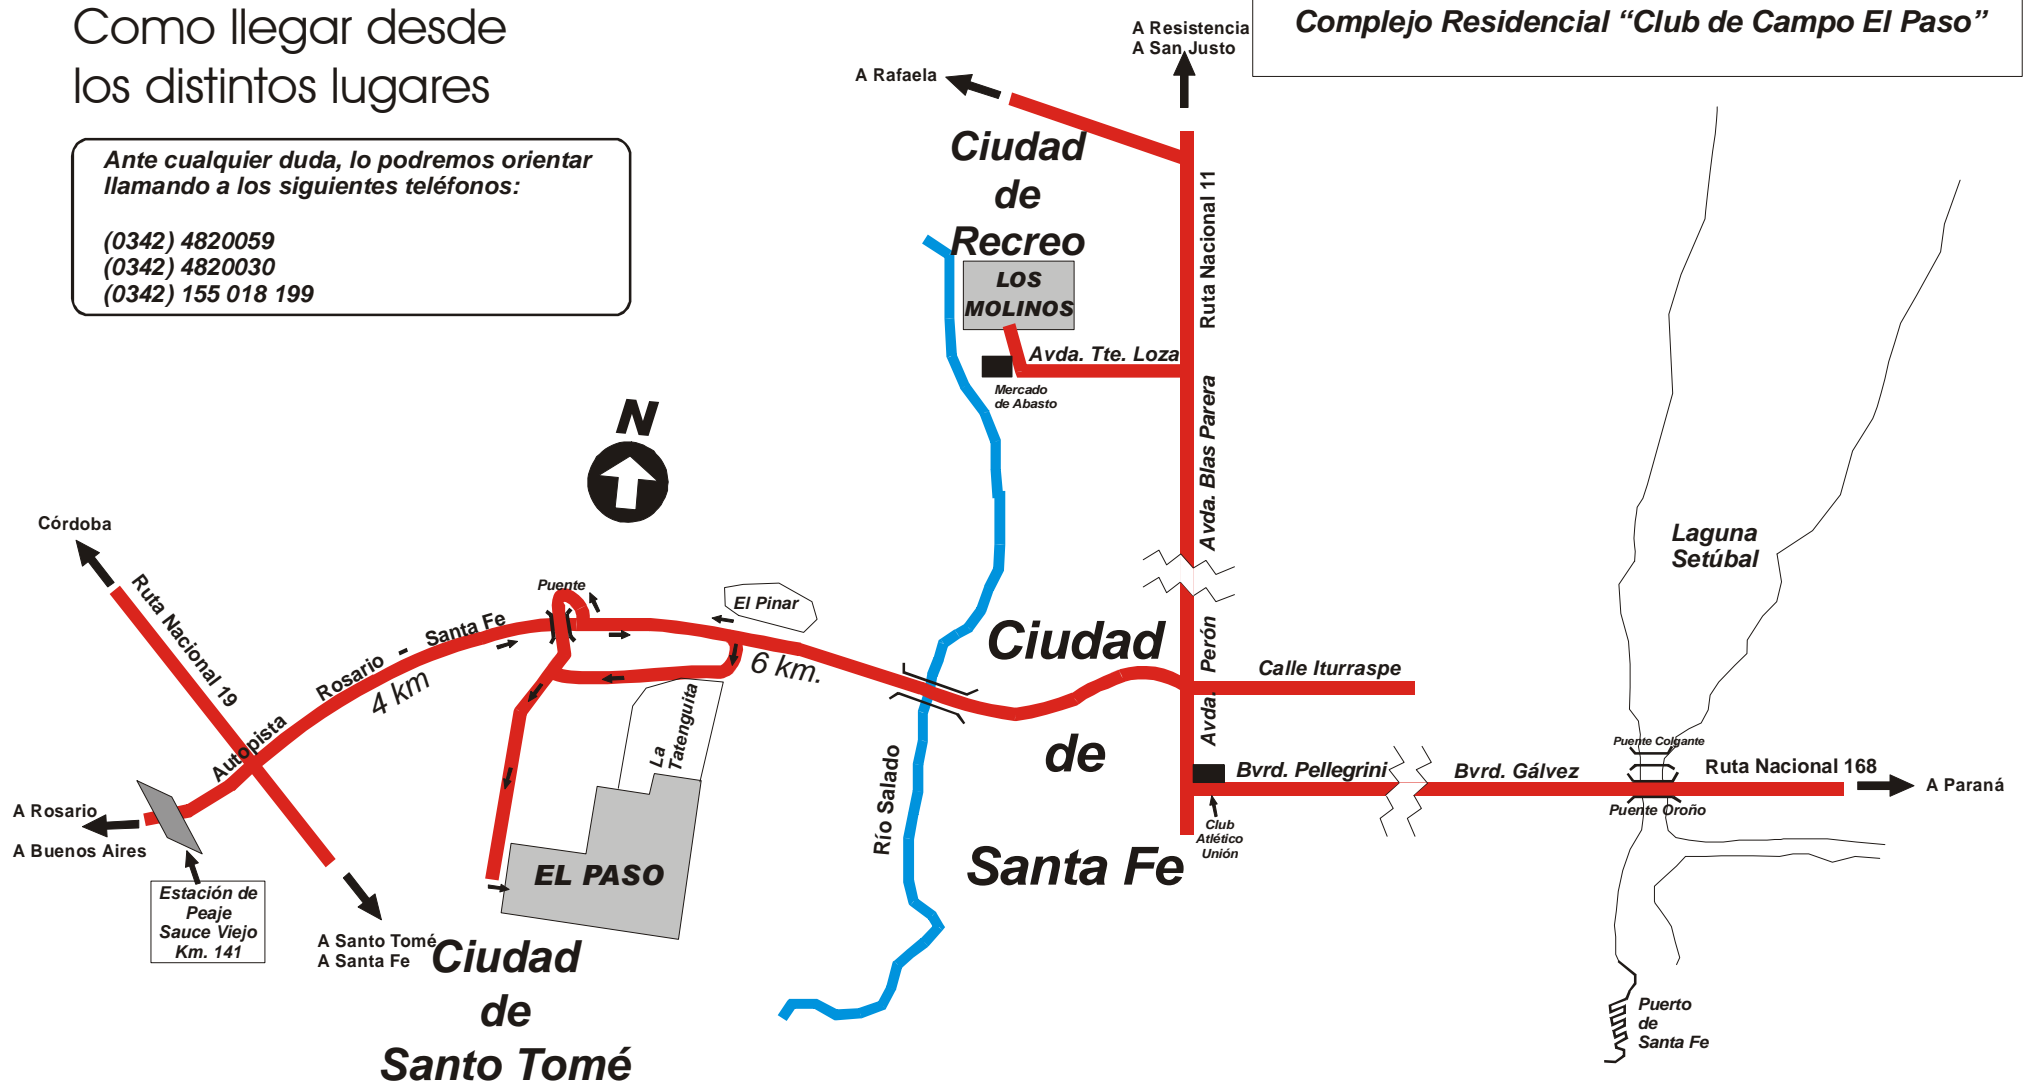 Como llegar desde
los distintos lugares
Complejo Residencial “Club de Campo El Paso”
Ante cualquier duda, lo podremos orientar
llamando a los siguientes teléfonos:
(0342) 4820059
(0342) 4820030
(0342) 155 018 199
A Resistencia
A San Justo
A Rafaela
Ciudad
de
Recreo
LOS
MOLINOS
Ruta Nacional 11
Avda. Tte. Loza
Mercado
de Abasto
Avda. Blas Parera
N
Córdoba
Ruta Nacional 19
Puente
El Pinar
Autopista
Rosario - Santa Fe
4 km
6 km.
La
Tatenguita
Laguna
Setúbal
Ciudad
de
Santa Fe
Avda. Perón
Calle Iturraspe
Bvrd. Pellegrini
Bvrd. Gálvez
Puente Colgante
Ruta Nacional 168
A Paraná
Puente Oroño
Club
Atlético
Unión
Río Salado
A Rosario
A Buenos Aires
Estación de
Peaje
Sauce Viejo
Km. 141
EL PASO
A Santo Tomé
A Santa Fe
Ciudad
de
Santo Tomé
Puerto
de
Santa Fe